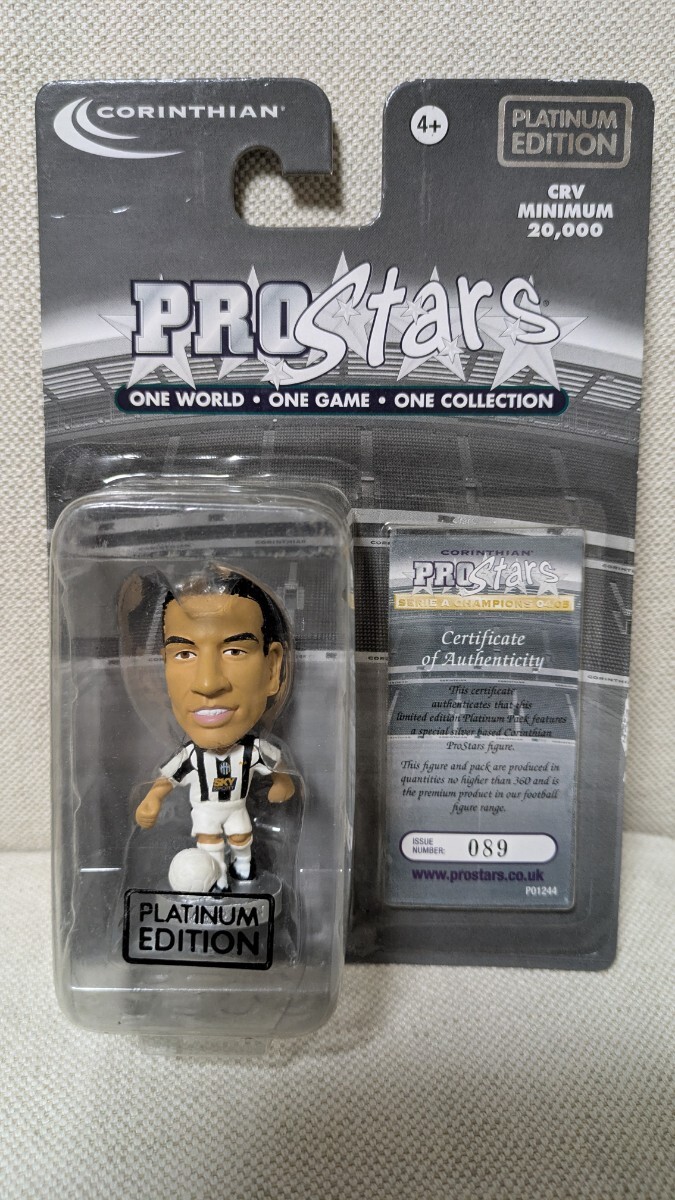 CORINTHIAN
4+
PLATINUM
EDITION
CRV
MINIMUM
20,000
PROStars
ONE WORLD • ONE GAME • ONE COLLECTION
CORINTHIAN
PROStars
SERIE A CHAMPIONS
Certificate
of Authenticity
This certificate
authenticates that this
limited edition Platinum Pack features
a special silver based Corinthian
ProStars figure.
This figure and pack are produced in
quantities no higher than 360 and is
the premium product in our football
figure range.
ISSUE
NUMBER:
089
www.prostars.co.uk
P01244
SKY
PLATINUM
EDITION